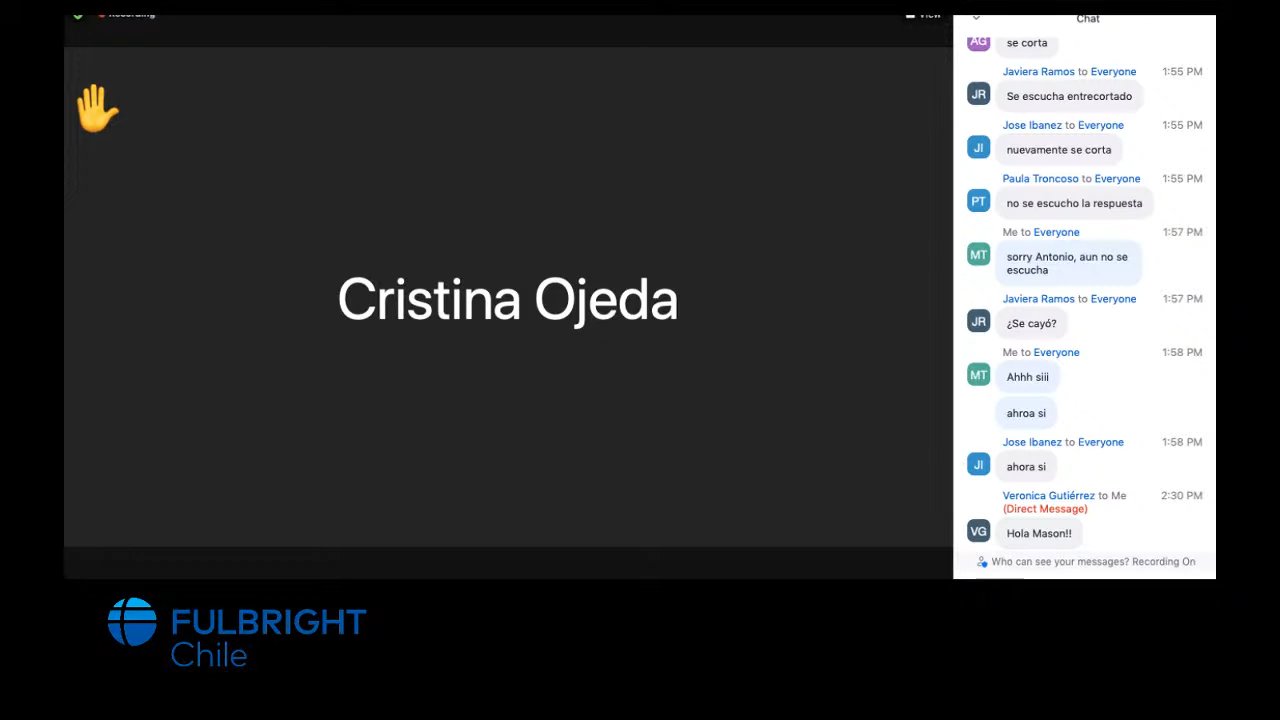 Recording
View
Chat
AG
se corta
Javiera Ramos to Everyone 1:55 PM
JR
Se escucha entrecortado
Jose Ibanez to Everyone 1:55 PM
JI
nuevamente se corta
Paula Troncoso to Everyone 1:55 PM
PT
no se escucho la respuesta
Me to Everyone 1:57 PM
MT
sorry Antonio, aun no se
escucha
Javiera Ramos to Everyone 1:57 PM
JR
¿Se cayó?
Me to Everyone 1:58 PM
MT
Ahhh siii
ahroa si
Jose Ibanez to Everyone 1:58 PM
JI
ahora si
Veronica Gutiérrez to Me 2:30 PM
(Direct Message)
VG
Hola Mason!!
Who can see your messages? Recording On
Cristina Ojeda
FULBRIGHT
Chile